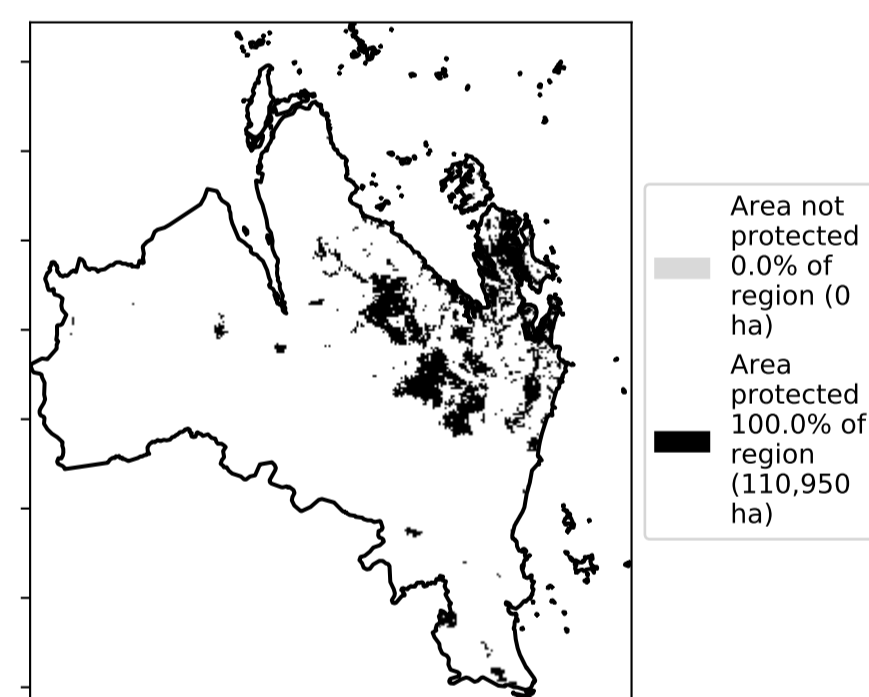 Area not
protected
0.0% of
region (0
ha)
Area
protected
100.0% of
region
(110,950
ha)